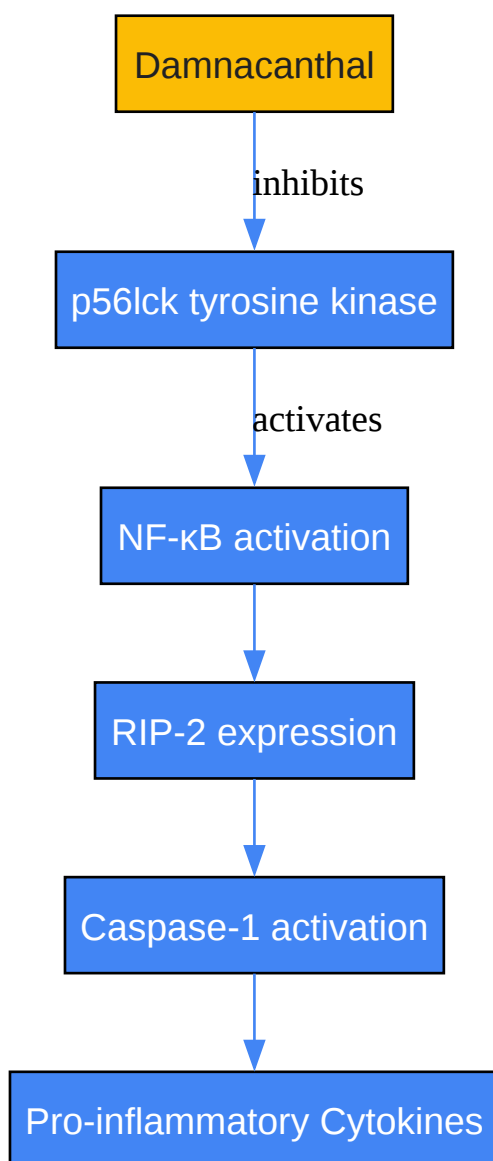 Damnacanthal
inhibits
p56lck tyrosine kinase
activates
NF-κB activation
RIP-2 expression
Caspase-1 activation
Pro-inflammatory Cytokines